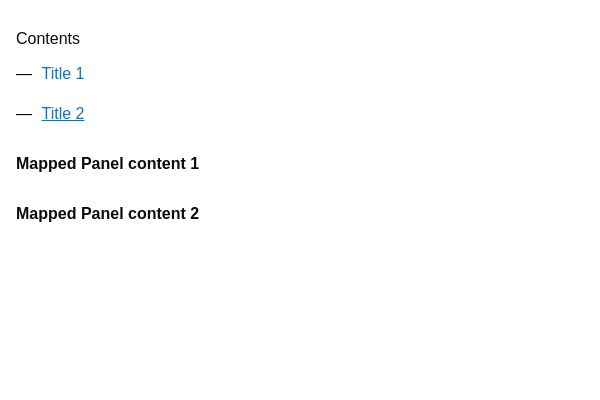 Contents
— Title 1
— Title 2
Mapped Panel content 1
Mapped Panel content 2